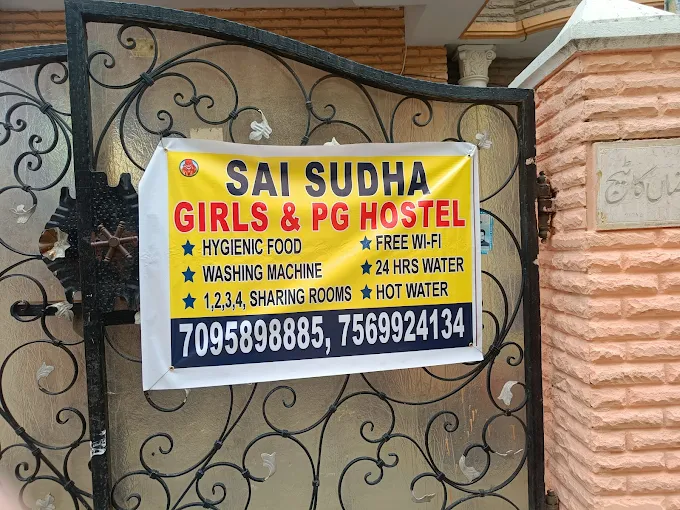 SAI SUDHA
GIRLS & PG HOSTEL
★ HYGIENIC FOOD
★ WASHING MACHINE
★ 1,2,3,4, SHARING ROOMS
★ FREE WI-FI
★ 24 HRS WATER
★ HOT WATER
7095898885, 7569924134